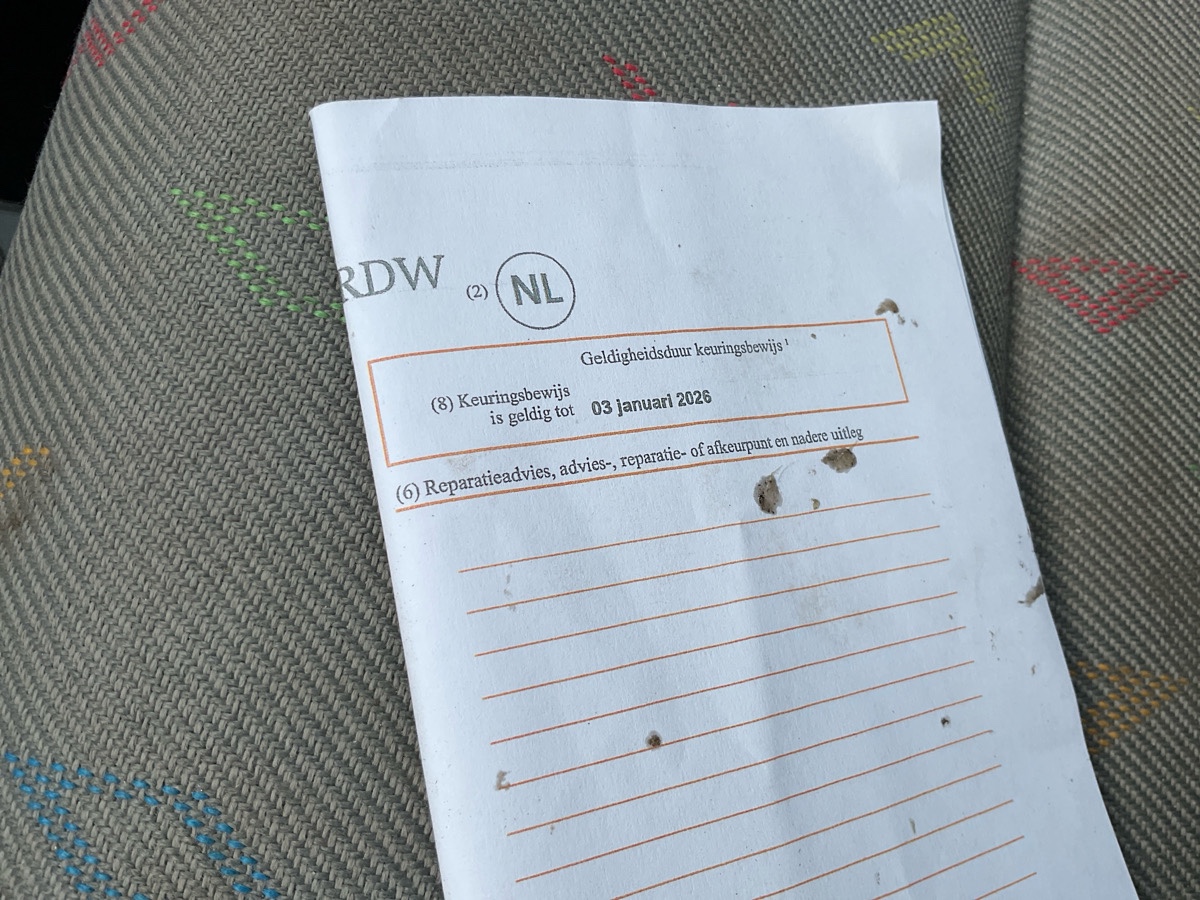 RDW (2) NL
Geldigheidsduur keuringsbewijs ¹
(8) Keuringsbewijs
is geldig tot 03 januari 2026
(6) Reparatieadvies, advies-, reparatie- of afkeurpunt en nadere uitleg